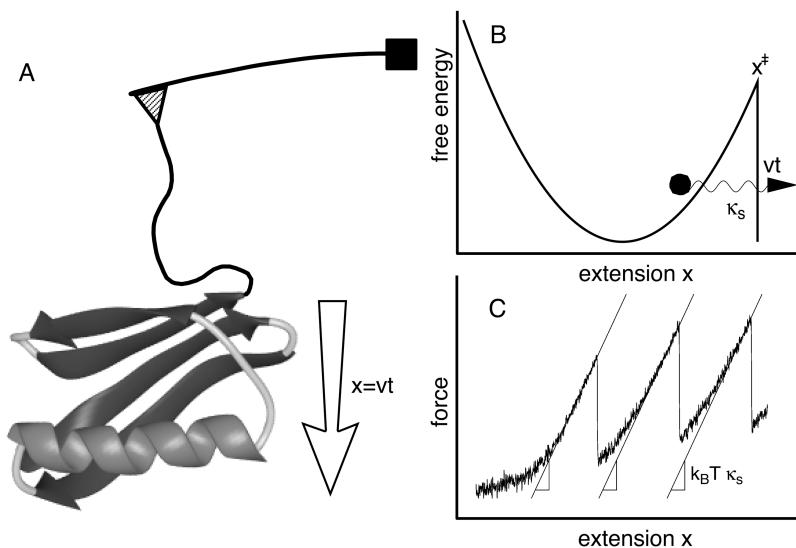 A
x=vt
B
free energy
x‡
vt
κs
extension x
C
force
kBT κs
extension x